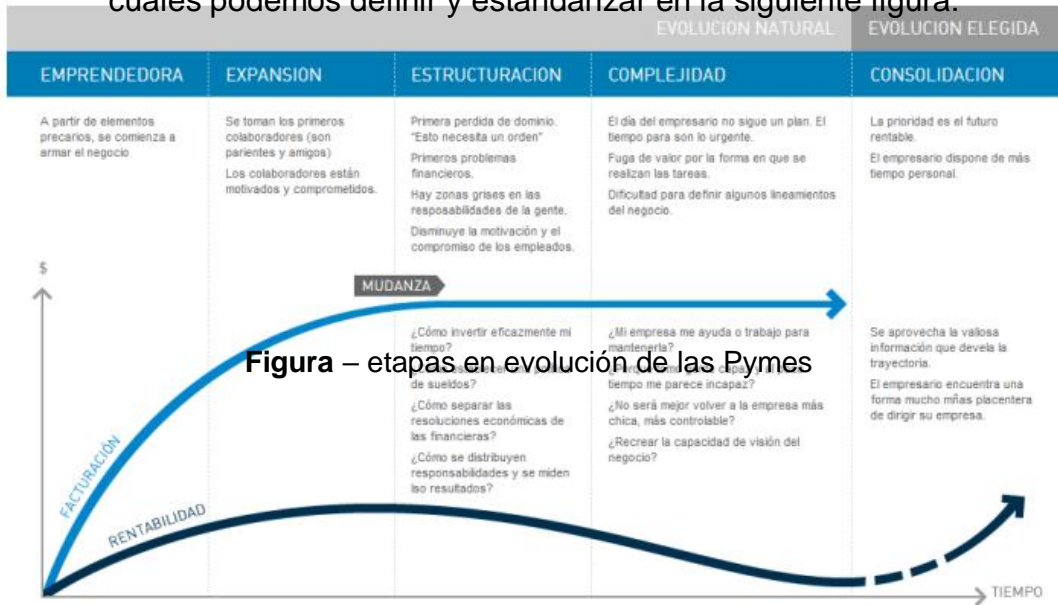 cuales podemos definir y estandarizar en la siguiente figura:
EVOLUCION NATURAL
EVOLUCION ELEGIDA
EMPRENDEDORA
EXPANSION
ESTRUCTURACION
COMPLEJIDAD
CONSOLIDACION
A partir de elementos
precarios, se comienza a
armar el negocio
Se toman los primeros
colaboradores (son
parientes y amigos)
Los colaboradores están
motivados y comprometidos.
Primera perdida de dominio.
"Esto necesita un orden"
Primeros problemas
financieros.
Hay zonas grises en las
resposabilidades de la gente.
Disminuye la motivación y el
compromiso de los empleados.
El día del empresario no sigue un plan. El
tiempo para son lo urgente.
Fuga de valor por la forma en que se
realizan las tareas.
Dificultad para definir algunos lineamientos
del negocio.
La prioridad es el futuro
rentable.
El empresario dispone de más
tiempo personal.
$
MUDANZA
¿Cómo invertir eficazmente mi
tiempo?
de sueldos?
¿Cómo separar las
resoluciones económicas de
las financieras?
¿Cómo se distribuyen
responsabilidades y se miden
lso resultados?
¿Mi empresa me ayuda o trabajo para
mantenerla?
tiempo me parece incapaz?
¿No será mejor volver a la empresa más
chica, más controlable?
¿Recrear la capacidad de visión del
negocio?
Se aprovecha la valiosa
información que devela la
trayectoria.
El empresario encuentra una
forma mucho mñas placentera
de dirigir su empresa.
Figura – etapas en evolución de las Pymes
FACTURACIÓN
RENTABILIDAD
TIEMPO